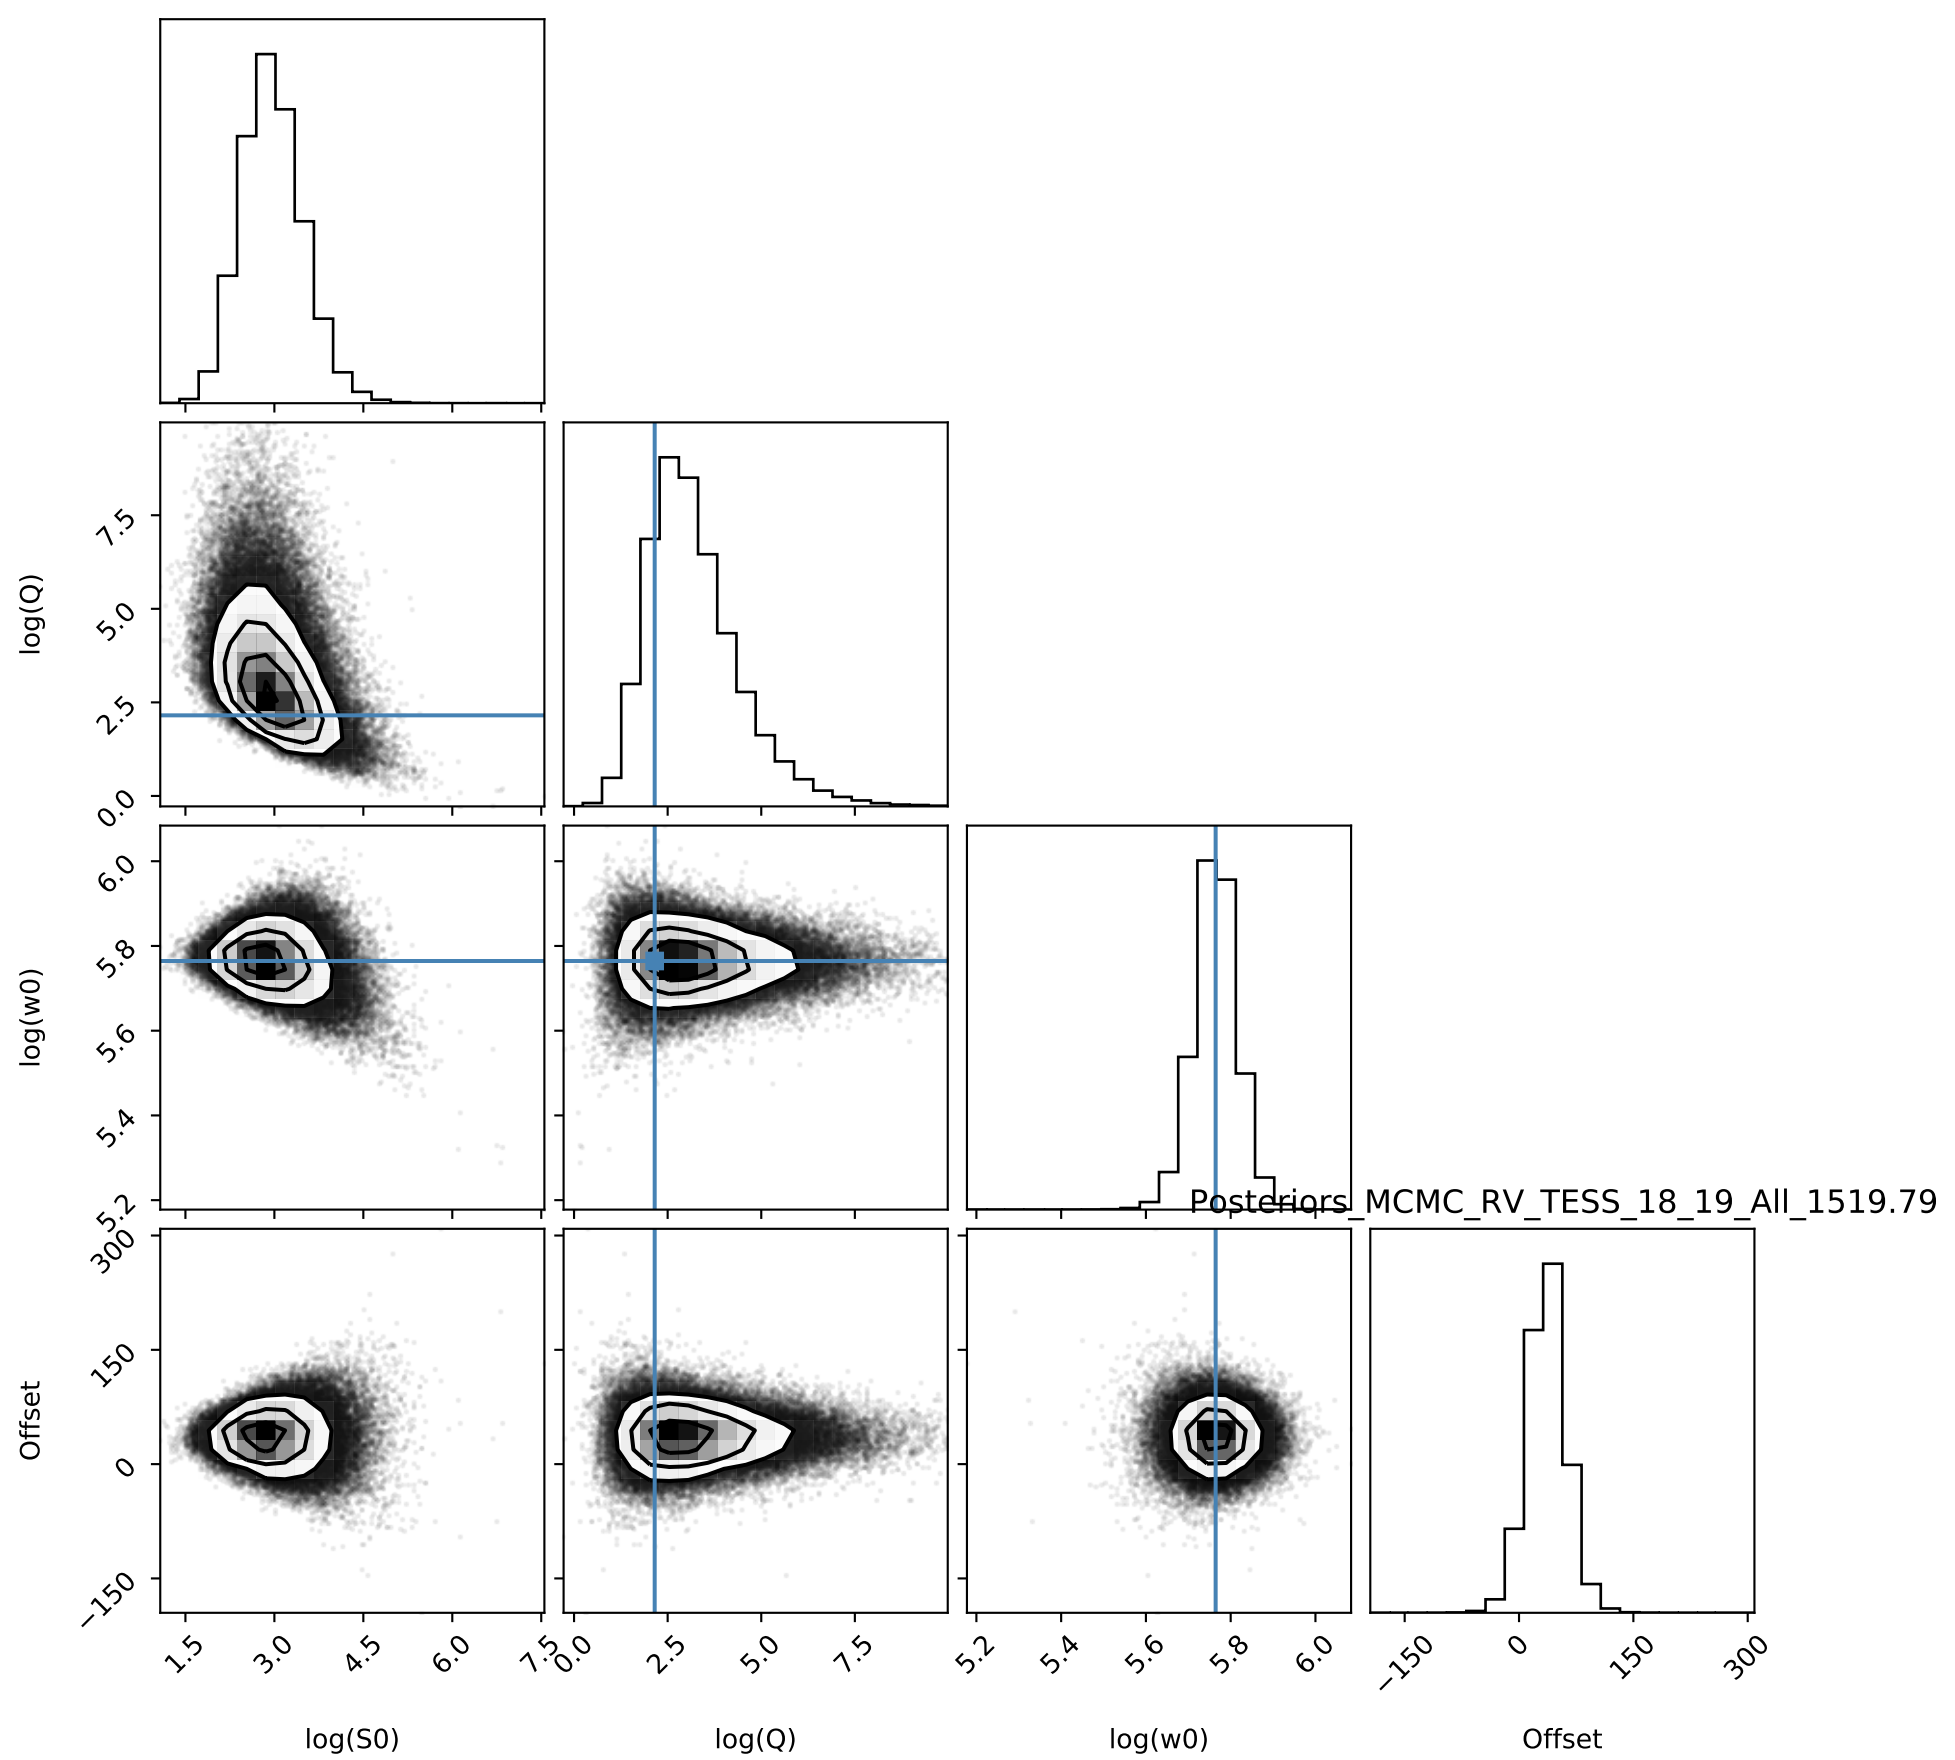 log(Q)
7.5
5.0
2.5
0.0
log(w0)
6.0
5.8
5.6
5.4
5.2
Posteriors_MCMC_RV_TESS_18_19_All_1519.79
Offset
300
150
0
−150
1.5 3.0 4.5 6.0 7.5 0.0 2.5 5.0 7.5 5.2 5.4 5.6 5.8 6.0 −150 0 150 300
log(S0) log(Q) log(w0) Offset